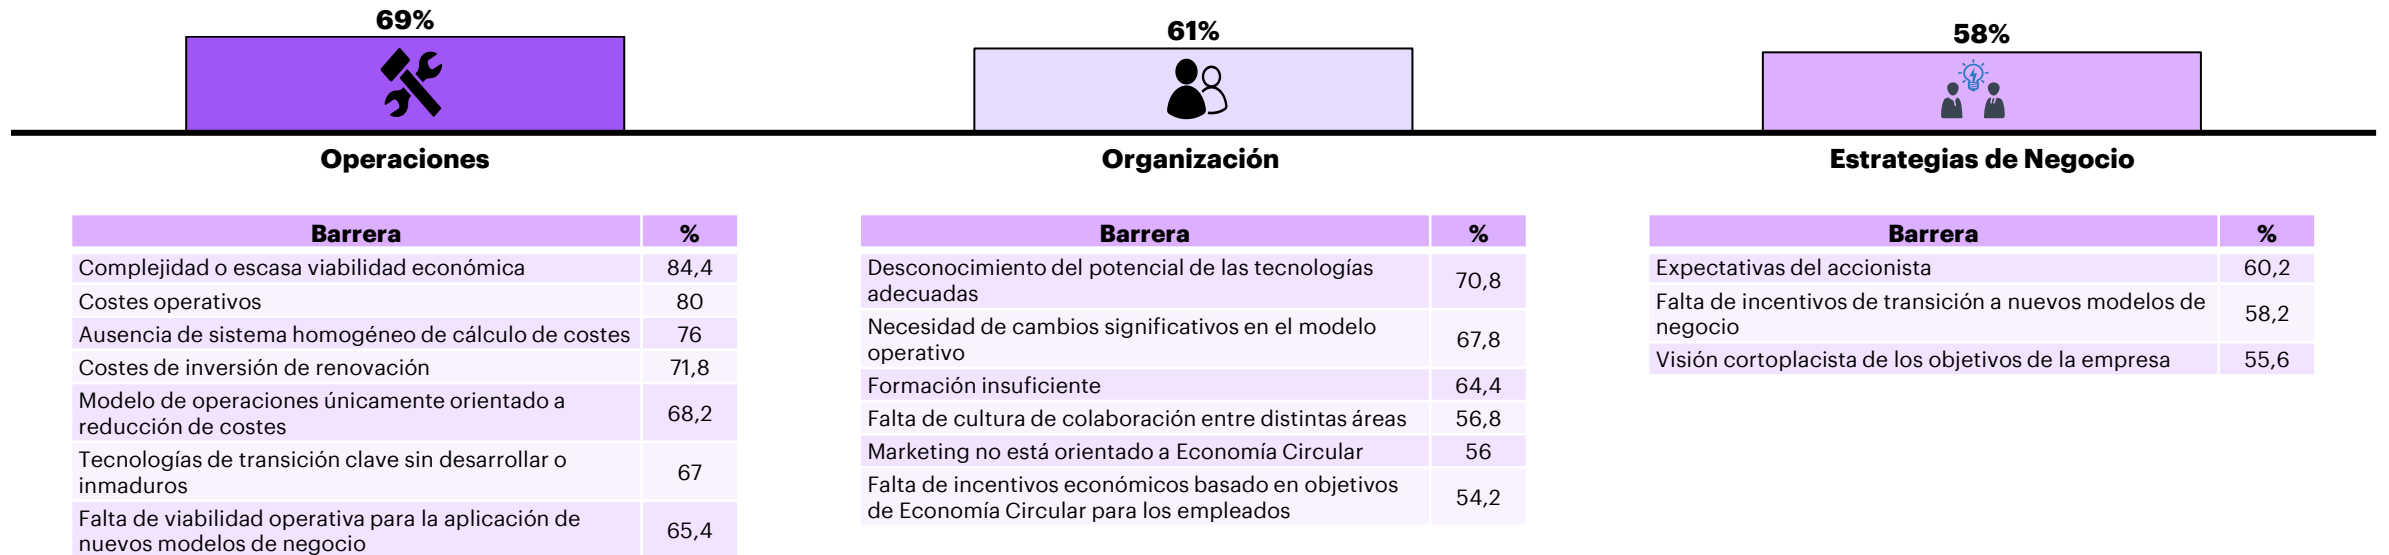 69%
61%
58%
Operaciones
Organización
Estrategias de Negocio
Barrera %
Complejidad o escasa viabilidad económica 84,4
Costes operativos 80
Ausencia de sistema homogéneo de cálculo de costes 76
Costes de inversión de renovación 71,8
Modelo de operaciones únicamente orientado a
reducción de costes 68,2
Tecnologías de transición clave sin desarrollar o
inmaduros 67
Falta de viabilidad operativa para la aplicación de
nuevos modelos de negocio 65,4
Barrera %
Desconocimiento del potencial de las tecnologías
adecuadas 70,8
Necesidad de cambios significativos en el modelo
operativo 67,8
Formación insuficiente 64,4
Falta de cultura de colaboración entre distintas áreas 56,8
Marketing no está orientado a Economía Circular 56
Falta de incentivos económicos basado en objetivos
de Economía Circular para los empleados 54,2
Barrera %
Expectativas del accionista 60,2
Falta de incentivos de transición a nuevos modelos de
negocio 58,2
Visión cortoplacista de los objetivos de la empresa 55,6